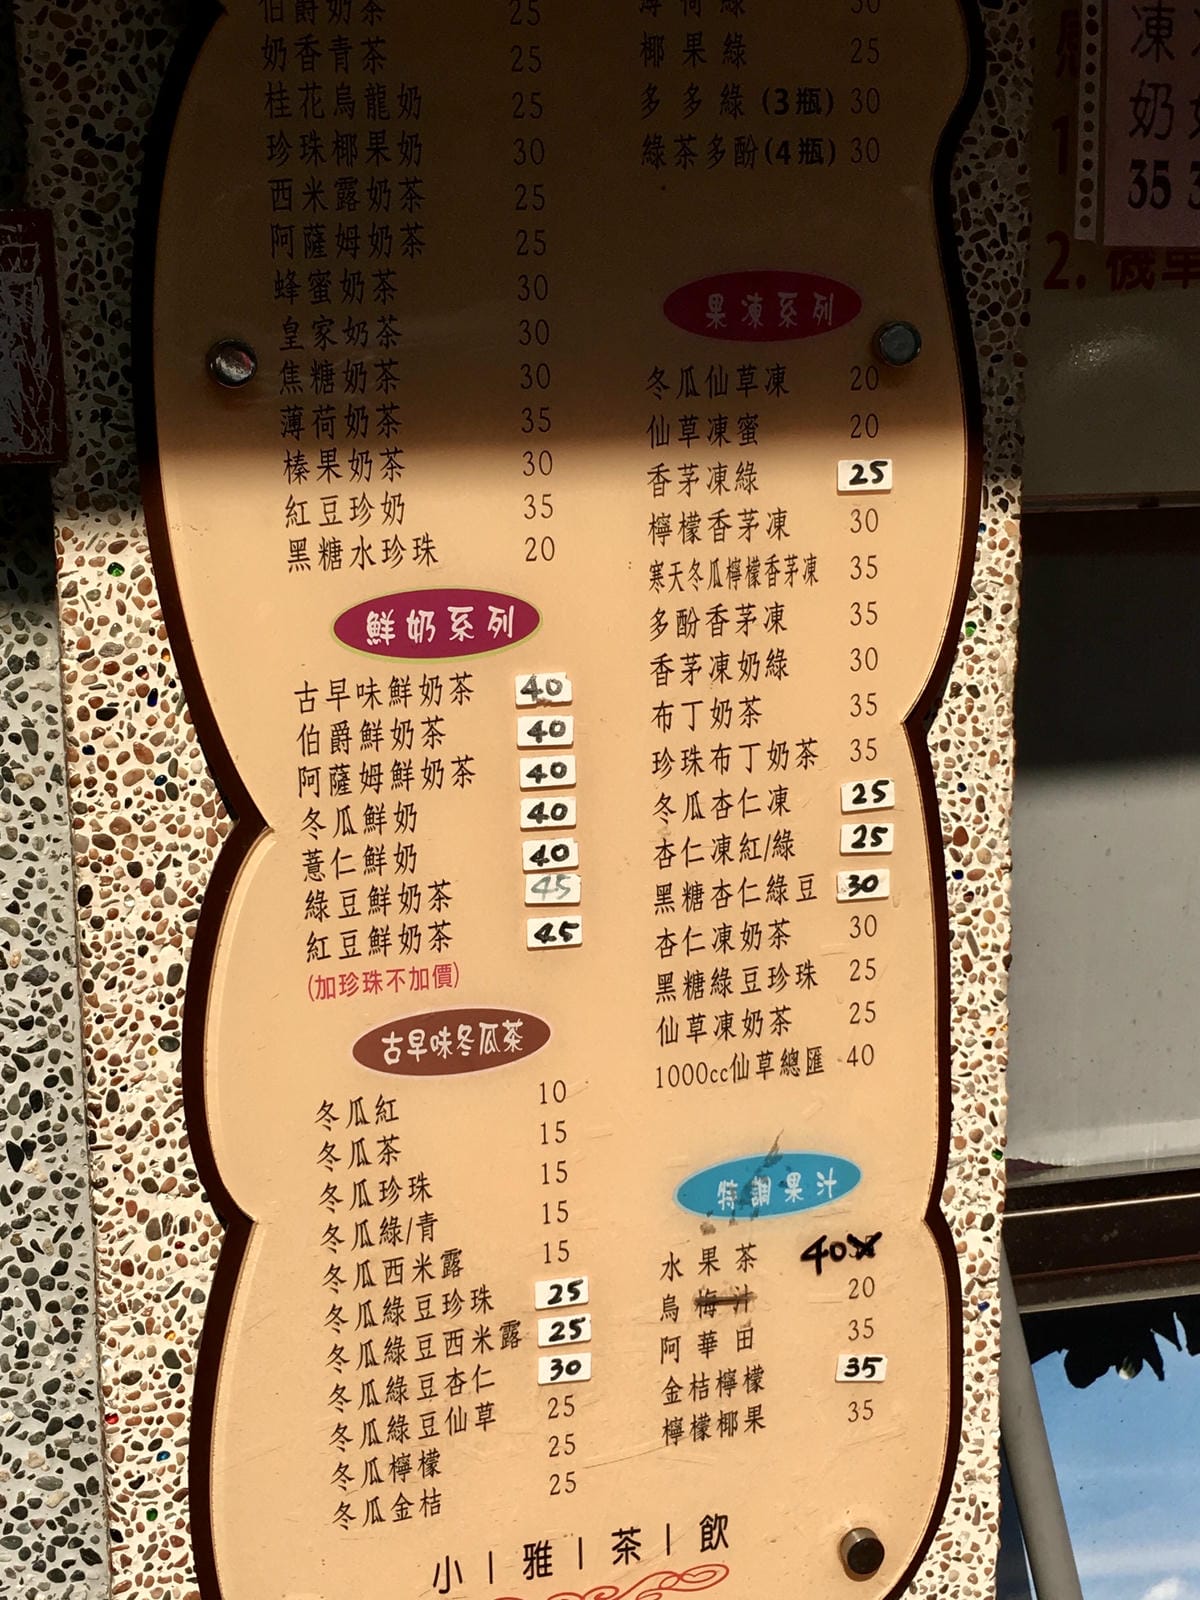 伯爵奶茶 25
奶香青茶 25
桂花烏龍奶 25
珍珠椰果奶 30
西米露奶茶 25
阿薩姆奶茶 25
蜂蜜奶茶 30
皇家奶茶 30
焦糖奶茶 30
薄荷奶茶 35
榛果奶茶 30
紅豆珍奶 35
黑糖水珍珠 20
鮮奶系列
古早味鮮奶茶 40
伯爵鮮奶茶 40
阿薩姆鮮奶茶 40
冬瓜鮮奶 40
薏仁鮮奶 40
綠豆鮮奶茶 45
紅豆鮮奶茶 45
(加珍珠不加價)
古早味冬瓜茶
冬瓜紅 10
冬瓜茶 15
冬瓜珍珠 15
冬瓜綠/青 15
冬瓜西米露 15
冬瓜綠豆珍珠 25
冬瓜綠豆西米露 25
冬瓜綠豆杏仁 30
冬瓜綠豆仙草 25
冬瓜檸檬 25
冬瓜金桔 25
薄荷綠 30
椰果綠 25
多多綠(3瓶) 30
綠茶多酚(4瓶) 30
果凍系列
冬瓜仙草凍 20
仙草凍蜜 20
香茅凍綠 25
檸檬香茅凍 30
寒天冬瓜檸檬香茅凍 35
多酚香茅凍 35
香茅凍奶綠 30
布丁奶茶 35
珍珠布丁奶茶 35
冬瓜杏仁凍 25
杏仁凍紅/綠 25
黑糖杏仁綠豆 30
杏仁凍奶茶 30
黑糖綠豆珍珠 25
仙草凍奶茶 25
1000cc仙草總匯 40
特調果汁
水果茶 40
烏梅汁 20
阿華田 35
金桔檸檬 35
檸檬椰果 35
小|雅|茶|飲
凍
奶
35
2.